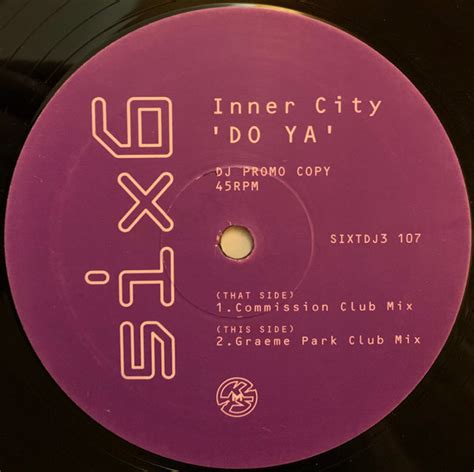 six6
Inner City
'DO YA'
DJ PROMO COPY
45RPM
SIXTDJ3 107
(THAT SIDE)
1.Commission Club Mix
(THIS SIDE)
2.Graeme Park Club Mix
KMS